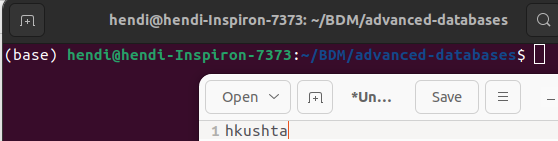 hendi@hendi-Inspiron-7373: ~/BDM/advanced-databases
(base) hendi@hendi-Inspiron-7373:~/BDM/advanced-databases$
Open *Un... Save
1 hkushta